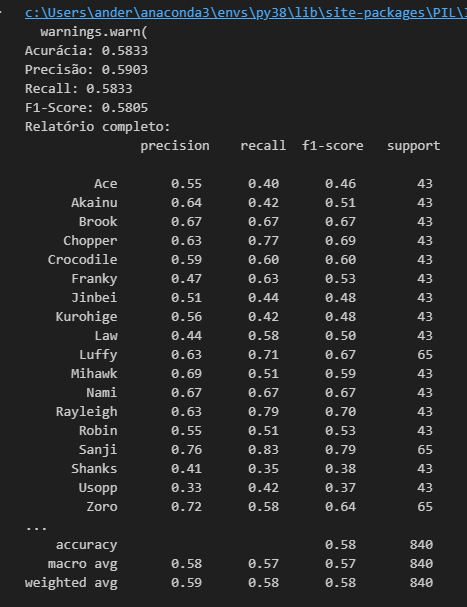 c:\Users\ander\anaconda3\envs\py38\lib\site-packages\PIL\
warnings.warn(
Acurácia: 0.5833
Precisão: 0.5903
Recall: 0.5833
F1-Score: 0.5805
Relatório completo:
precision recall f1-score support
Ace 0.55 0.40 0.46 43
Akainu 0.64 0.42 0.51 43
Brook 0.67 0.67 0.67 43
Chopper 0.63 0.77 0.69 43
Crocodile 0.59 0.60 0.60 43
Franky 0.47 0.63 0.53 43
Jinbei 0.51 0.44 0.48 43
Kurohige 0.56 0.42 0.48 43
Law 0.44 0.58 0.50 43
Luffy 0.63 0.71 0.67 65
Mihawk 0.69 0.51 0.59 43
Nami 0.67 0.67 0.67 43
Rayleigh 0.63 0.79 0.70 43
Robin 0.55 0.51 0.53 43
Sanji 0.76 0.83 0.79 65
Shanks 0.41 0.35 0.38 43
Usopp 0.33 0.42 0.37 43
Zoro 0.72 0.58 0.64 65
...
accuracy 0.58 840
macro avg 0.58 0.57 0.57 840
weighted avg 0.59 0.58 0.58 840